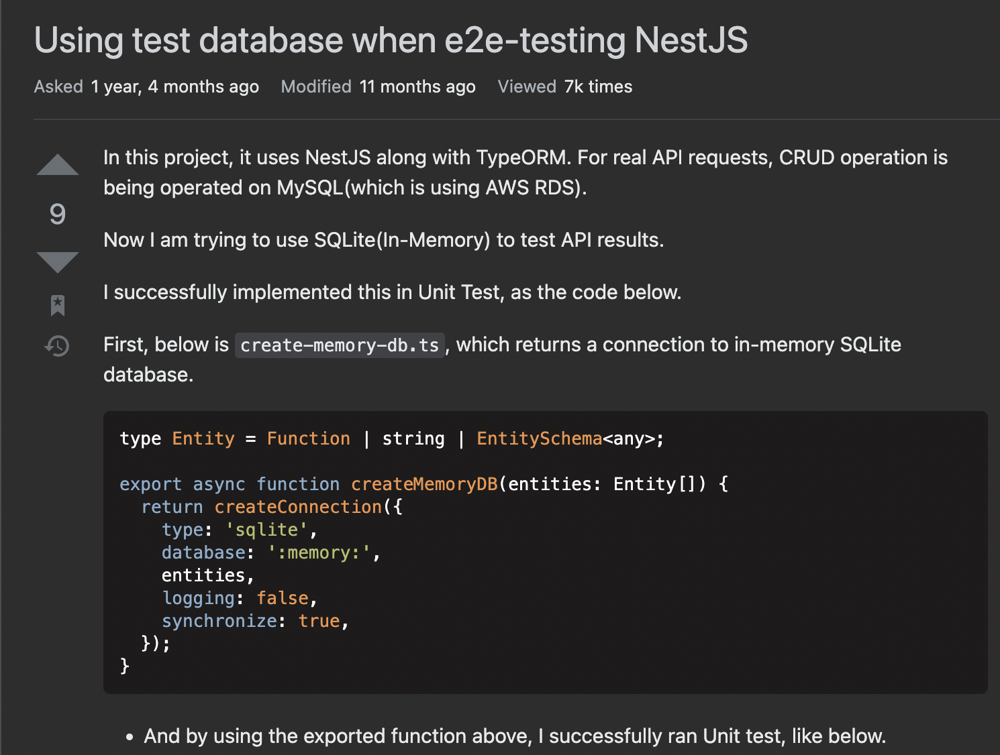 Using test database when e2e-testing NestJS
Asked 1 year, 4 months ago Modified 11 months ago Viewed 7k times
In this project, it uses NestJS along with TypeORM. For real API requests, CRUD operation is
being operated on MySQL(which is using AWS RDS).
9
Now I am trying to use SQLite(In-Memory) to test API results.
I successfully implemented this in Unit Test, as the code below.
First, below is create-memory-db.ts, which returns a connection to in-memory SQLite
database.
type Entity = Function | string | EntitySchema<any>;
export async function createMemoryDB(entities: Entity[]) {
  return createConnection({
    type: 'sqlite',
    database: ':memory:',
    entities,
    logging: false,
    synchronize: true,
  });
}
• And by using the exported function above, I successfully ran Unit test, like below.